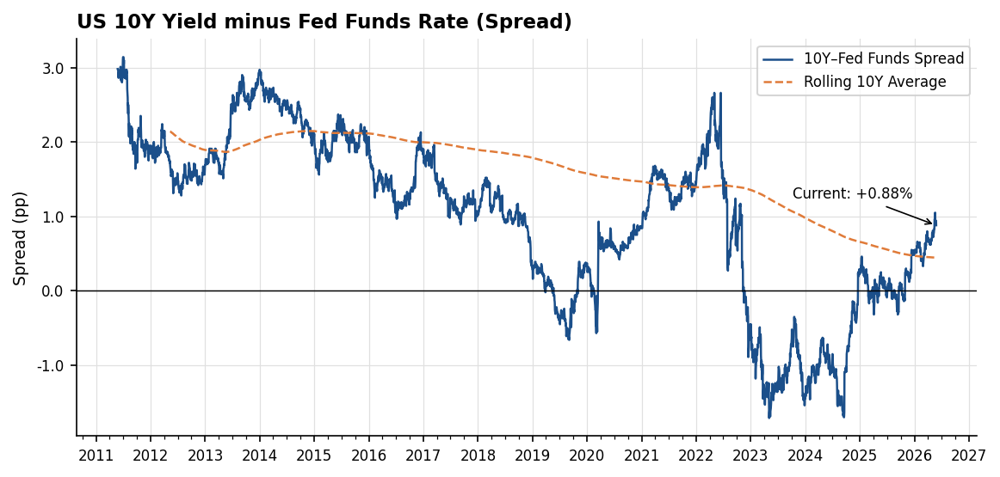 US 10Y Yield minus Fed Funds Rate (Spread)
10Y–Fed Funds Spread
Rolling 10Y Average
Current: +0.88%
Spread (pp)
3.0
2.0
1.0
0.0
-1.0
2011 2012 2013 2014 2015 2016 2017 2018 2019 2020 2021 2022 2023 2024 2025 2026 2027